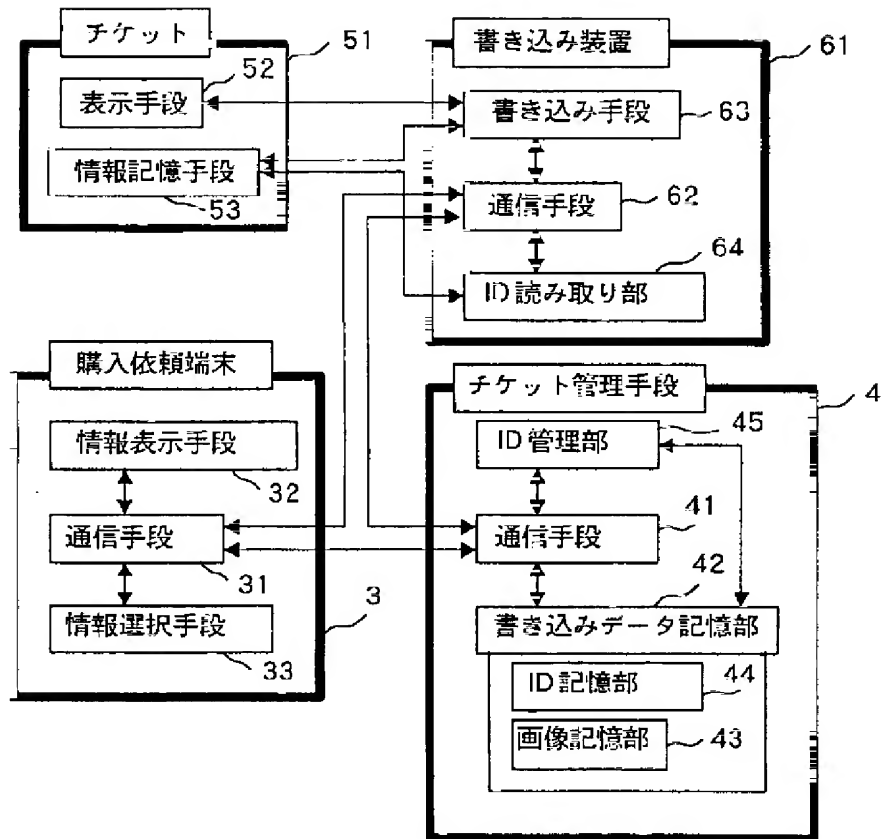 チケット
51
52
表示手段
情報記憶手段
53
書き込み装置
61
書き込み手段
63
通信手段
62
64
ID読み取り部
購入依頼端末
情報表示手段
32
通信手段
31
情報選択手段
3
33
チケット管理手段
4
45
ID管理部
41
通信手段
42
書き込みデータ記憶部
ID記憶部
44
画像記憶部
43